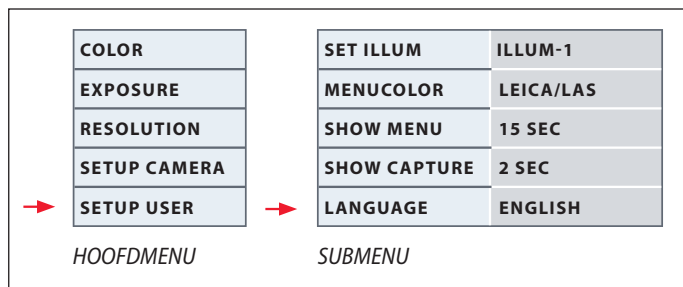 COLOR
EXPOSURE
RESOLUTION
SETUP CAMERA
SETUP USER
HOOFDMENU
SET ILLUM ILLUM-1
MENUCOLOR LEICA/LAS
SHOW MENU 15 SEC
SHOW CAPTURE 2 SEC
LANGUAGE ENGLISH
SUBMENU